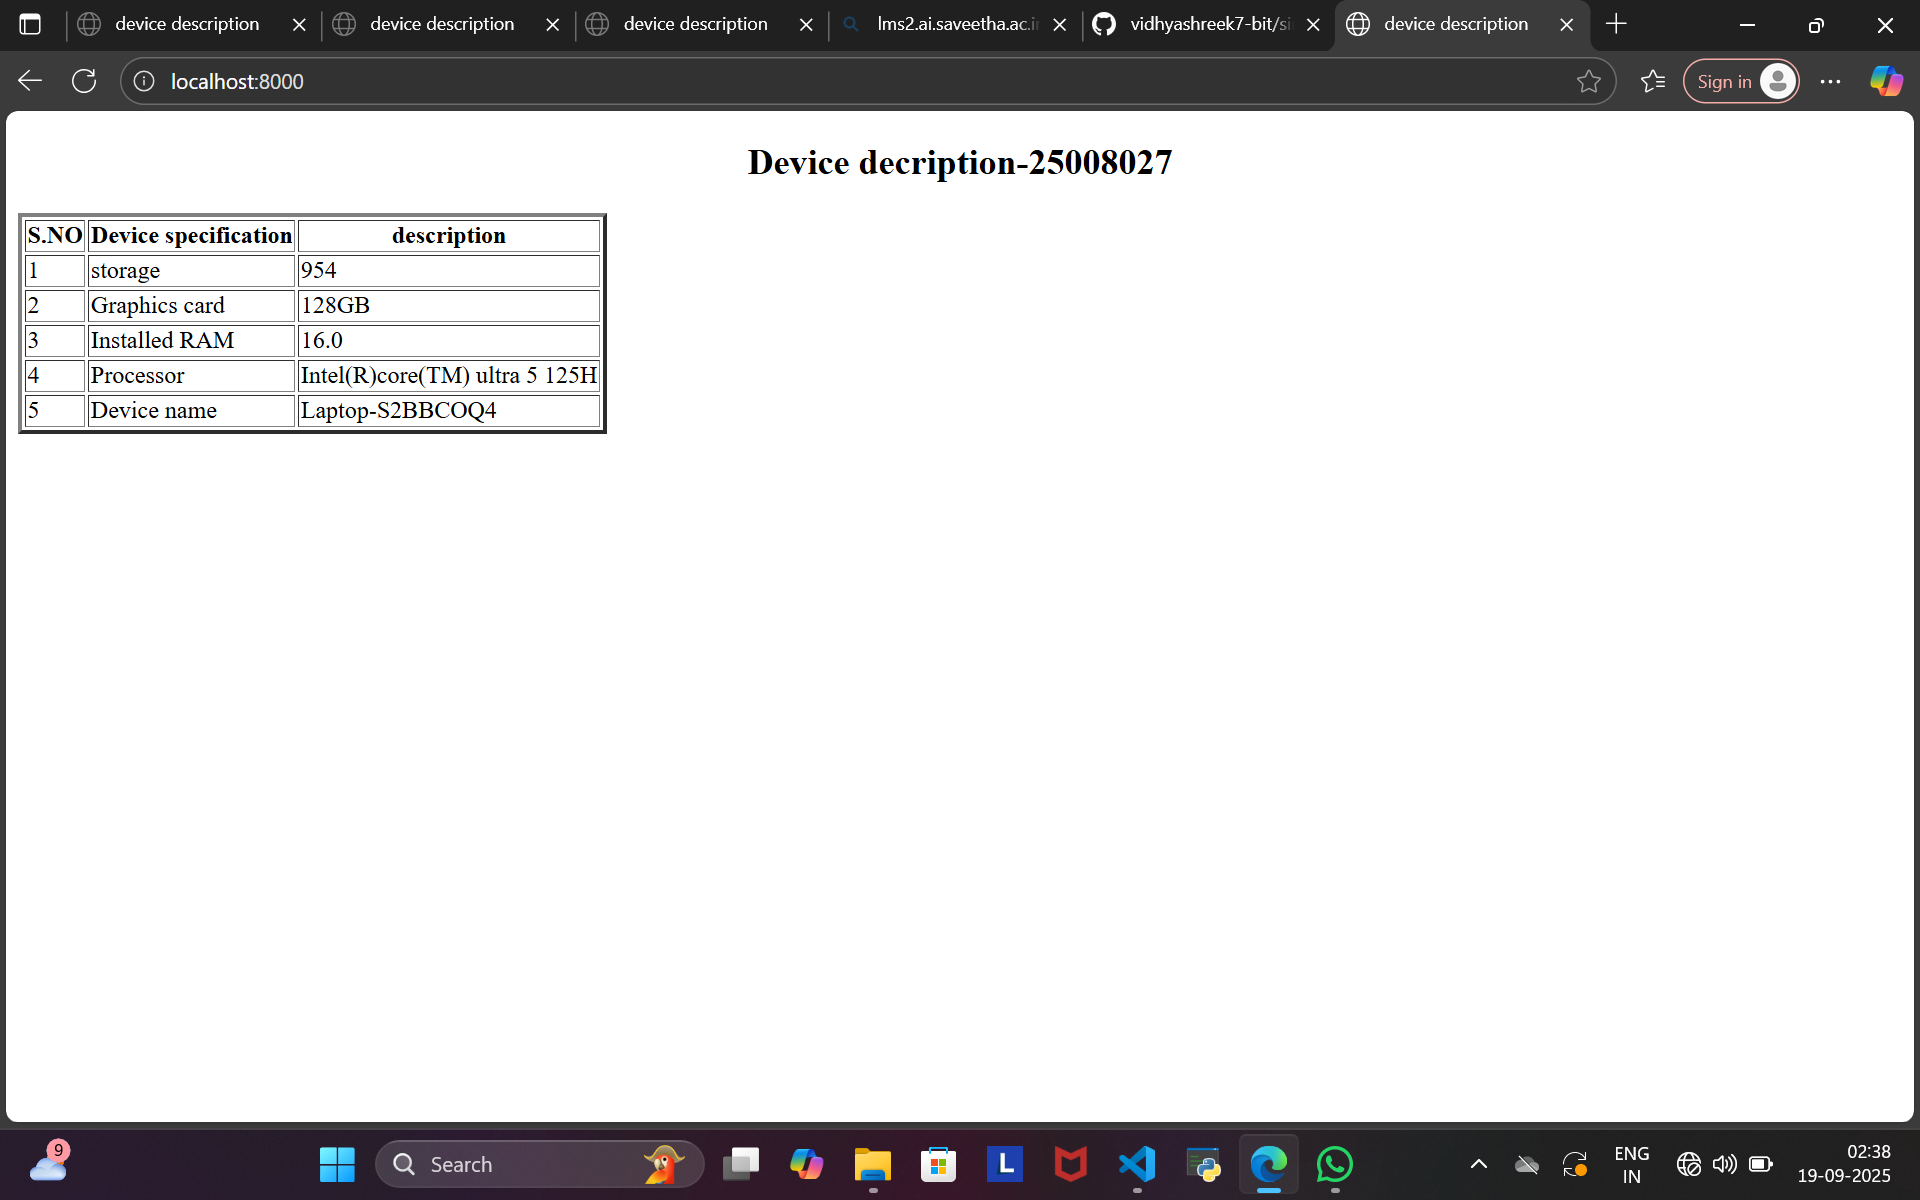 device description
device description
device description
lms2.ai.saveetha.ac.i
vidhyashreek7-bit/si
device description
localhost:8000
Sign in
Device decription-25008027
S.NO Device specification description
1 storage 954
2 Graphics card 128GB
3 Installed RAM 16.0
4 Processor Intel(R)core(TM) ultra 5 125H
5 Device name Laptop-S2BBCOQ4
9
Search
L
ENG
IN
02:38
19-09-2025